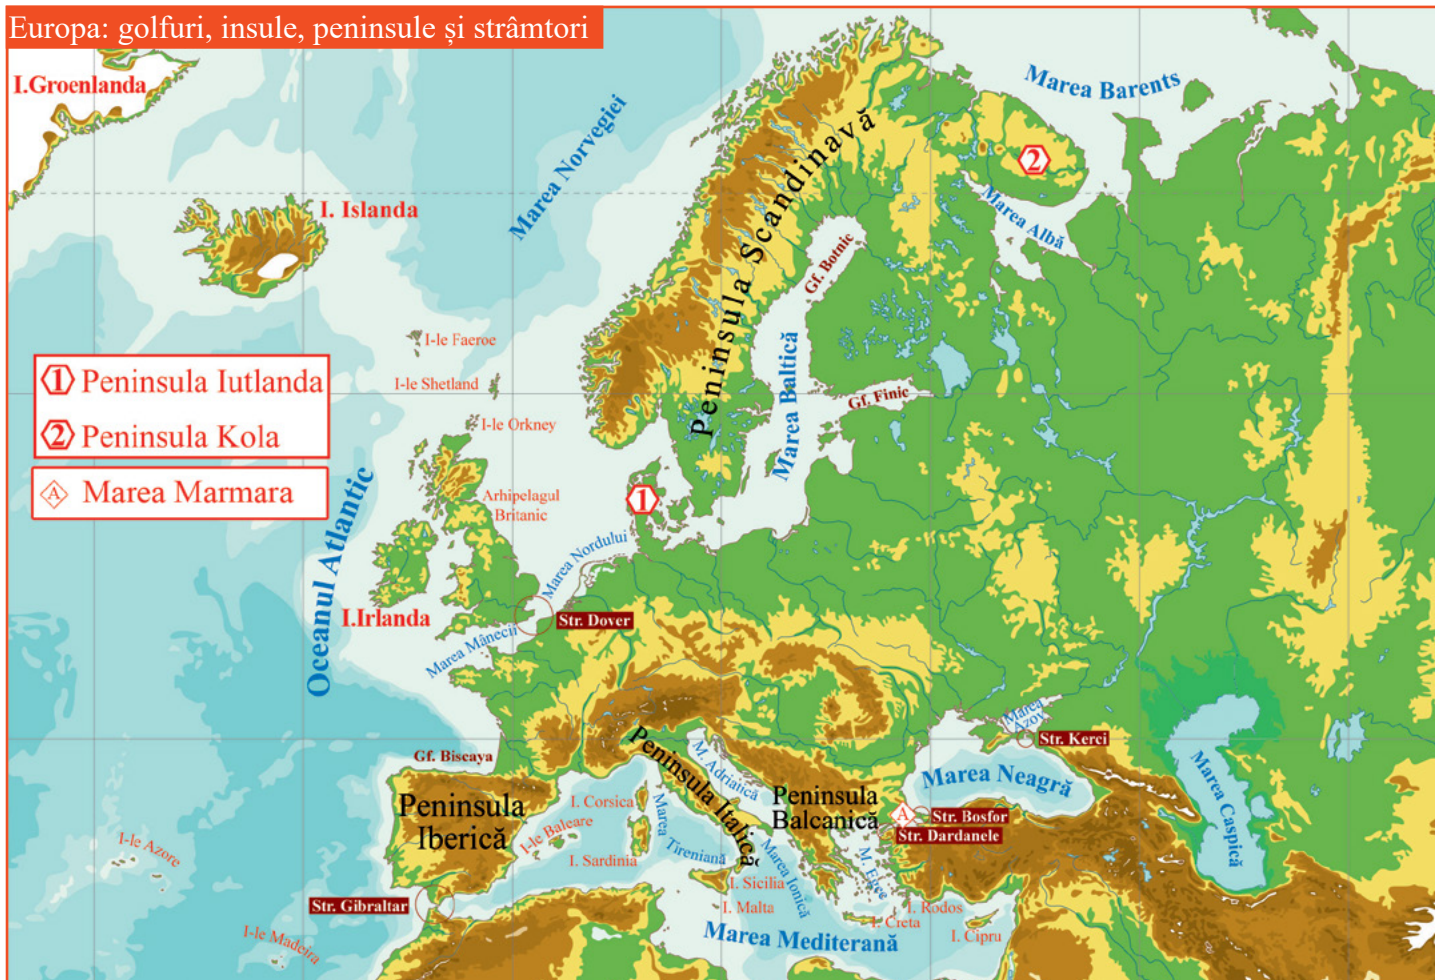 Europa: golfuri, insule, peninsule și strâmtori
I.Groenlanda
Marea Barents
Marea Norvegiei
Peninsula Scandinavă
2
I. Islanda
Marea Albă
Gf. Botnic
I-le Faeroe
I-le Shetland
I-le Orkney
1 Peninsula Iutlanda
2 Peninsula Kola
A Marea Marmara
Marea Baltică
Gf. Finic
Oceanul Atlantic
Arhipelagul
Britanic
1
Marea Nordului
I.Irlanda
Str. Dover
Marea Mânecii
Marea
Azov
Str. Kerci
Gf. Biscaya
Peninsula Italică
M. Adriatică
Marea Neagră
Marea Caspică
Peninsula
Iberică
I. Corsica
I-le Baleare
Marea
Tireniană
Peninsula
Balcanică
A
Str. Bosfor
Str. Dardanele
I-le Azore
I. Sardinia
Marea Ionică
M. Egee
I. Sicilia
I. Malta
Str. Gibraltar
I. Rodos
I. Creta
I. Cipru
I-le Madeira
Marea Mediterană